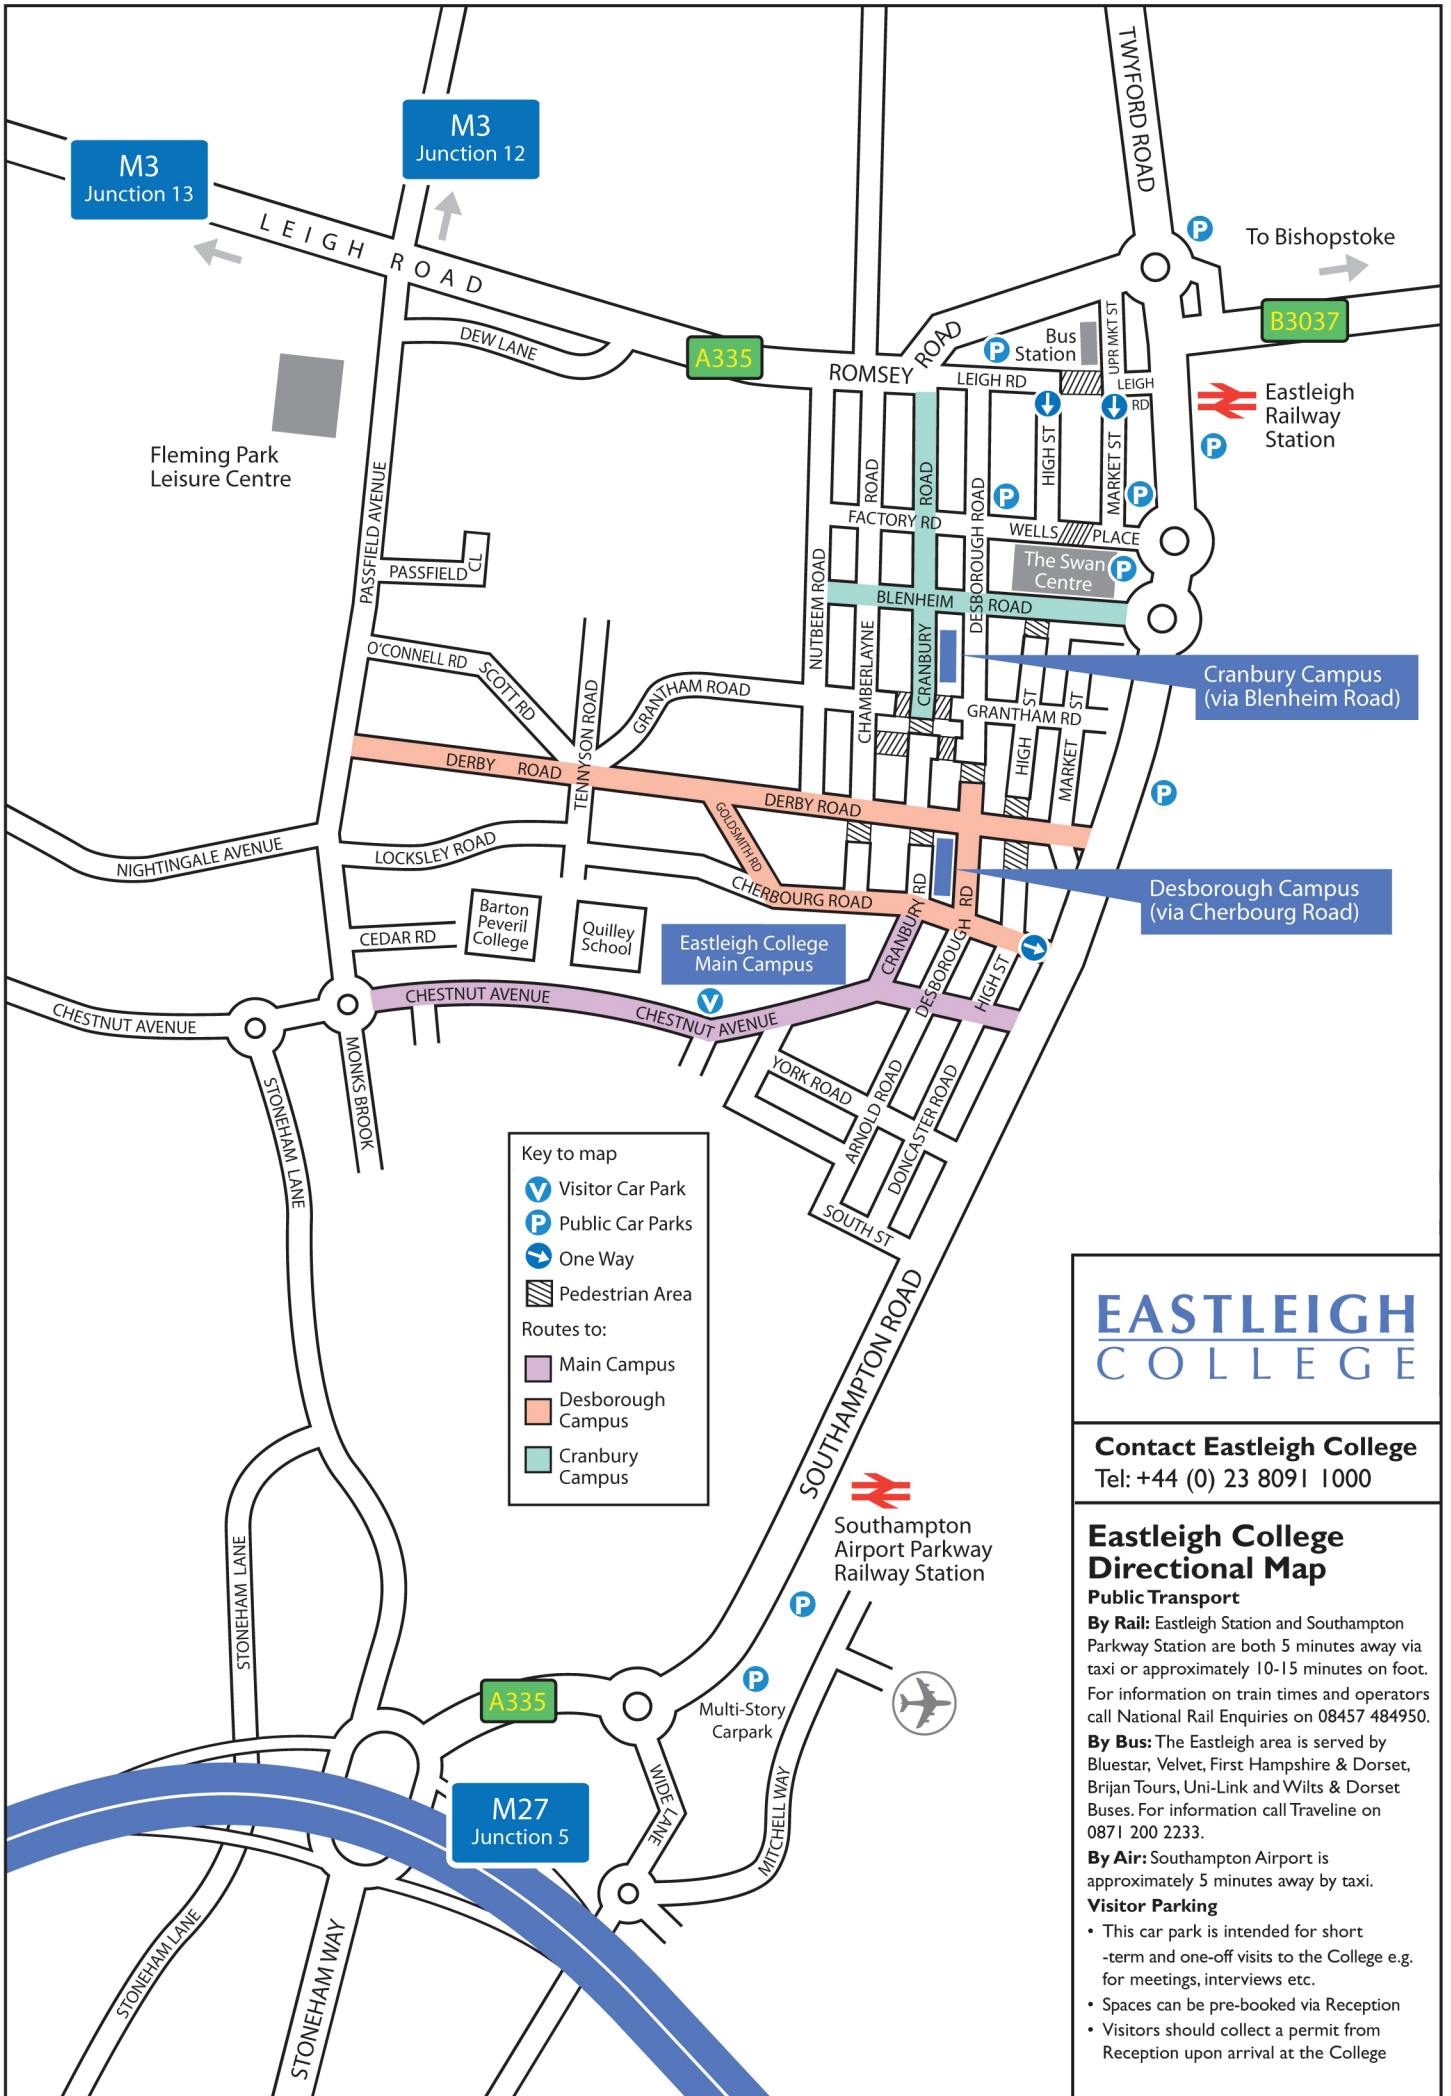 TWYFORD ROAD
M3
Junction 12
M3
Junction 13
LEIGH ROAD
P
To Bishopstoke
B3037
DEW LANE
A335
ROMSEY ROAD
P
Bus
Station
UPR MKT ST
LEIGH RD
LEIGH
RD
Eastleigh
Railway
Station
P
Fleming Park
Leisure Centre
PASSFIELD AVENUE
HIGH ST
MARKET ST
P
P
ROAD
ROAD
DESBOROUGH ROAD
FACTORY RD
WELLS PLACE
The Swan
Centre
P
PASSFIELD CL
NUTBEEM ROAD
BLENHEIM ROAD
CHAMBERLAYNE
CRANBURY
O'CONNELL RD
SCOTT RD
TENNYSON ROAD
GRANTHAM ROAD
GRANTHAM RD
HIGH ST
MARKET ST
Cranbury Campus
(via Blenheim Road)
DERBY ROAD
DERBY ROAD
P
GOLDSMITH RD
NIGHTINGALE AVENUE
LOCKSLEY ROAD
CHERBOURG ROAD
CRANBURY RD
DESBOROUGH RD
Desborough Campus
(via Cherbourg Road)
Barton
Peveril
College
Quilley
School
CEDAR RD
Eastleigh College
Main Campus
V
HIGH ST
CHESTNUT AVENUE
CHESTNUT AVENUE
CHESTNUT AVENUE
MONKS BROOK
STONEHAM LANE
YORK ROAD
ARNOLD ROAD
DONCASTER ROAD
SOUTH ST
Key to map
V Visitor Car Park
P Public Car Parks
One Way
Pedestrian Area
Routes to:
Main Campus
Desborough
Campus
Cranbury
Campus
SOUTHAMPTON ROAD
Southampton
Airport Parkway
Railway Station
P
P
Multi-Story
Carpark
STONEHAM LANE
A335
WIDE LANE
MITCHELL WAY
M27
Junction 5
STONEHAM LANE
STONEHAM WAY
EASTLEIGH
COLLEGE
Contact Eastleigh College
Tel: +44 (0) 23 8091 1000
Eastleigh College
Directional Map
Public Transport
By Rail: Eastleigh Station and Southampton
Parkway Station are both 5 minutes away via
taxi or approximately 10-15 minutes on foot.
For information on train times and operators
call National Rail Enquiries on 08457 484950.
By Bus: The Eastleigh area is served by
Bluestar, Velvet, First Hampshire & Dorset,
Brijan Tours, Uni-Link and Wilts & Dorset
Buses. For information call Traveline on
0871 200 2233.
By Air: Southampton Airport is
approximately 5 minutes away by taxi.
Visitor Parking
• This car park is intended for short
-term and one-off visits to the College e.g.
for meetings, interviews etc.
• Spaces can be pre-booked via Reception
• Visitors should collect a permit from
Reception upon arrival at the College